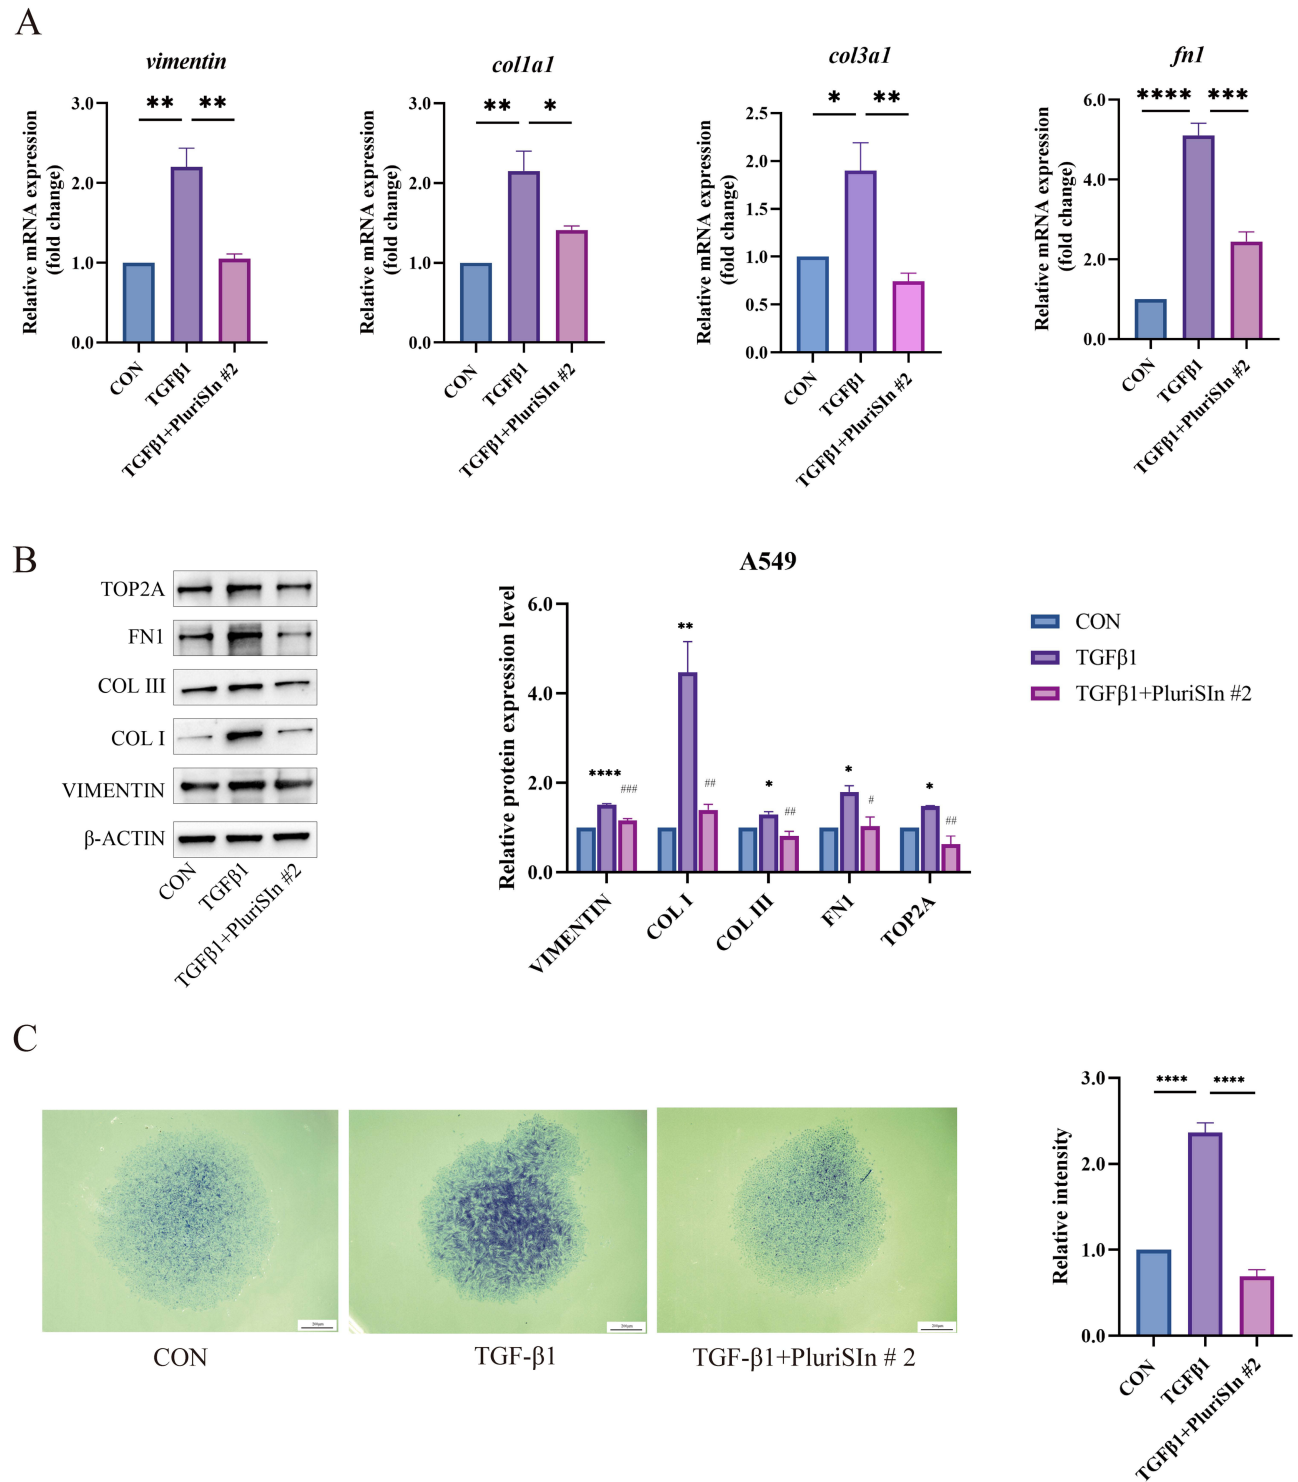 A
vimentin
** **
Relative mRNA expression
(fold change)
3.0
2.0
1.0
0.0
CON
TGFβ1
TGFβ1+PluriSIn #2
col1a1
** *
Relative mRNA expression
(fold change)
3.0
2.0
1.0
0.0
CON
TGFβ1
TGFβ1+PluriSIn #2
col3a1
* **
Relative mRNA expression
(fold change)
2.5
2.0
1.5
1.0
0.5
0.0
CON
TGFβ1
TGFβ1+PluriSIn #2
fn1
**** ***
Relative mRNA expression
(fold change)
6.0
4.0
2.0
0.0
CON
TGFβ1
TGFβ1+PluriSIn #2
B
TOP2A
FN1
COL III
COL I
VIMENTIN
β-ACTIN
CON
TGFβ1
TGFβ1+PluriSIn #2
A549
Relative protein expression level
6.0
4.0
2.0
0.0
**** ###
** ##
* ##
* #
* ##
VIMENTIN
COL I
COL III
FN1
TOP2A
CON
TGFβ1
TGFβ1+PluriSIn #2
C
CON
TGF-β1
TGF-β1+PluriSIn # 2
Relative intensity
3.0
2.0
1.0
0.0
**** ****
CON
TGFβ1
TGFβ1+PluriSIn #2